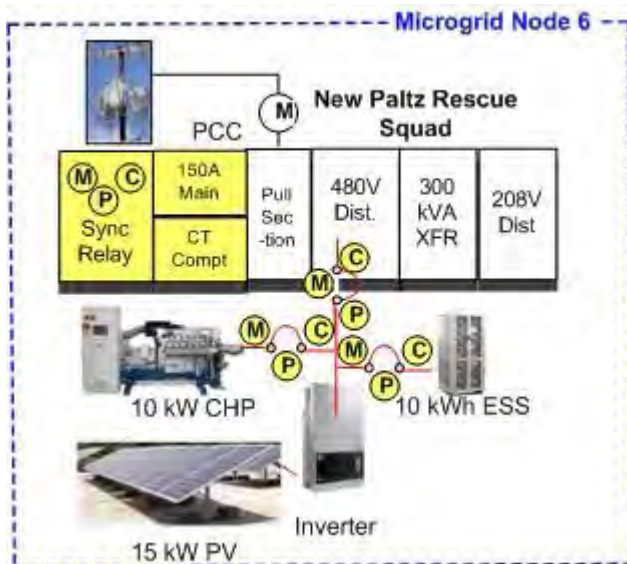 Microgrid Node 6
M
New Paltz Rescue
Squad
PCC
M
P
C
Sync
Relay
150A
Main
CT
Compt
Pull
Sec
-tion
480V
Dist.
300
kVA
XFR
208V
Dist
C
M
P
M
P
C
M
P
C
10 kW CHP
10 kWh ESS
Inverter
15 kW PV